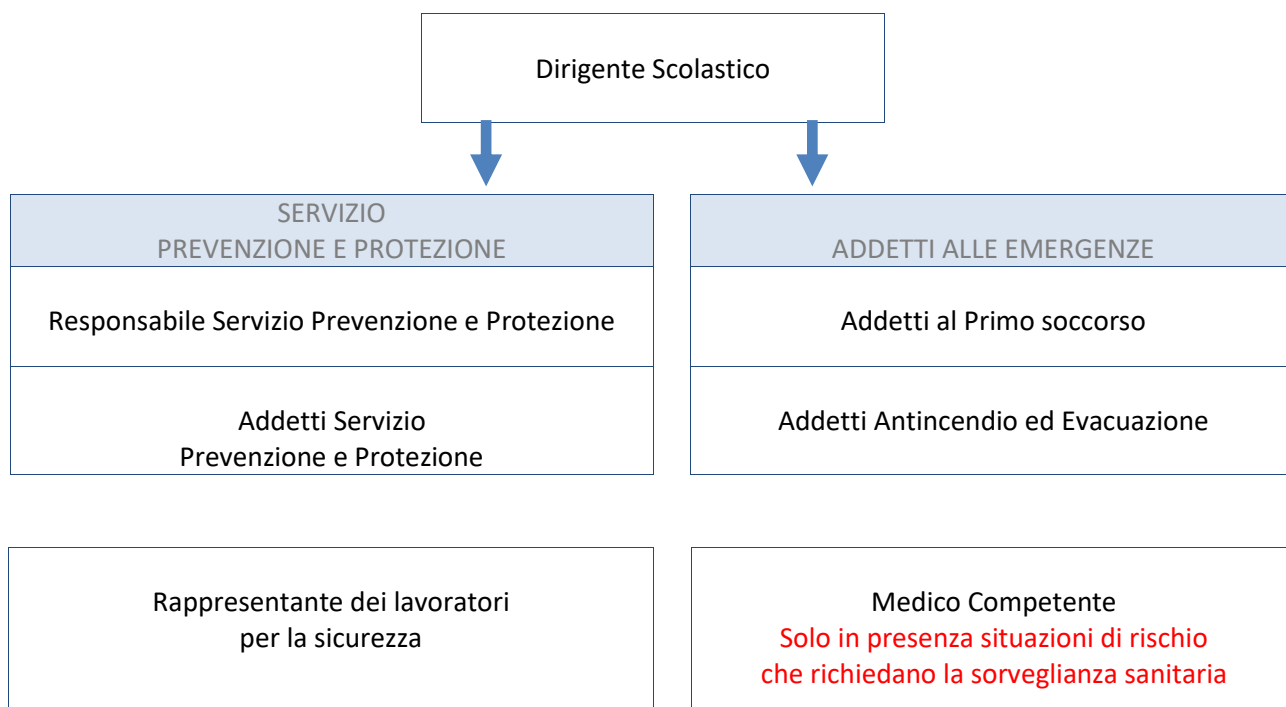 Dirigente Scolastico
SERVIZIO
PREVENZIONE E PROTEZIONE
Responsabile Servizio Prevenzione e Protezione
Addetti Servizio
Prevenzione e Protezione
ADDETTI ALLE EMERGENZE
Addetti al Primo soccorso
Addetti Antincendio ed Evacuazione
Rappresentante dei lavoratori
per la sicurezza
Medico Competente
Solo in presenza situazioni di rischio
che richiedano la sorveglianza sanitaria